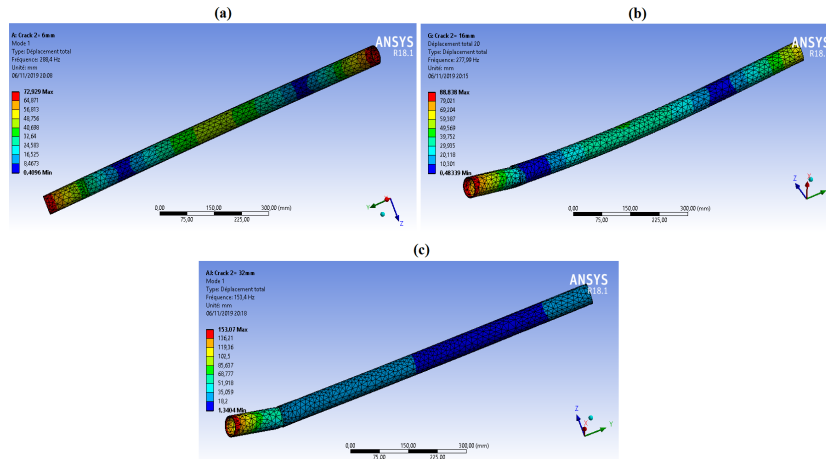 (a)
A: Crack 2= 6mm
Mode 1
Type: Déplacement total
Fréquence: 288,4 Hz
Unité: mm
06/11/2019 20:09
72,929 Max
64,871
56,813
48,756
40,698
32,64
24,583
16,525
8,4673
0,4096 Min
ANSYS
R18.1
0,00 150,00 300,00 (mm)
75,00 225,00
Y
Z
(b)
G: Crack 2= 16mm
Déplacement total 20
Fréquence: 277,99 Hz
Unité: mm
06/11/2019 20:15
88,838 Max
79,021
69,204
59,387
49,569
39,752
29,935
20,118
10,301
0,48339 Min
ANSYS
R18.1
0,00 150,00 300,00 (mm)
75,00 225,00
Z
Y
(c)
Crack 2= 32mm
Mode 1
Type: Déplacement total
Fréquence: 153,4 Hz
Unité: mm
06/11/2019 20:18
153,07 Max
136,21
119,36
102,5
85,637
68,777
51,918
35,059
18,2
1,3404 Min
ANSYS
R18.1
0,00 150,00 300,00 (mm)
75,00 225,00
Z
Y